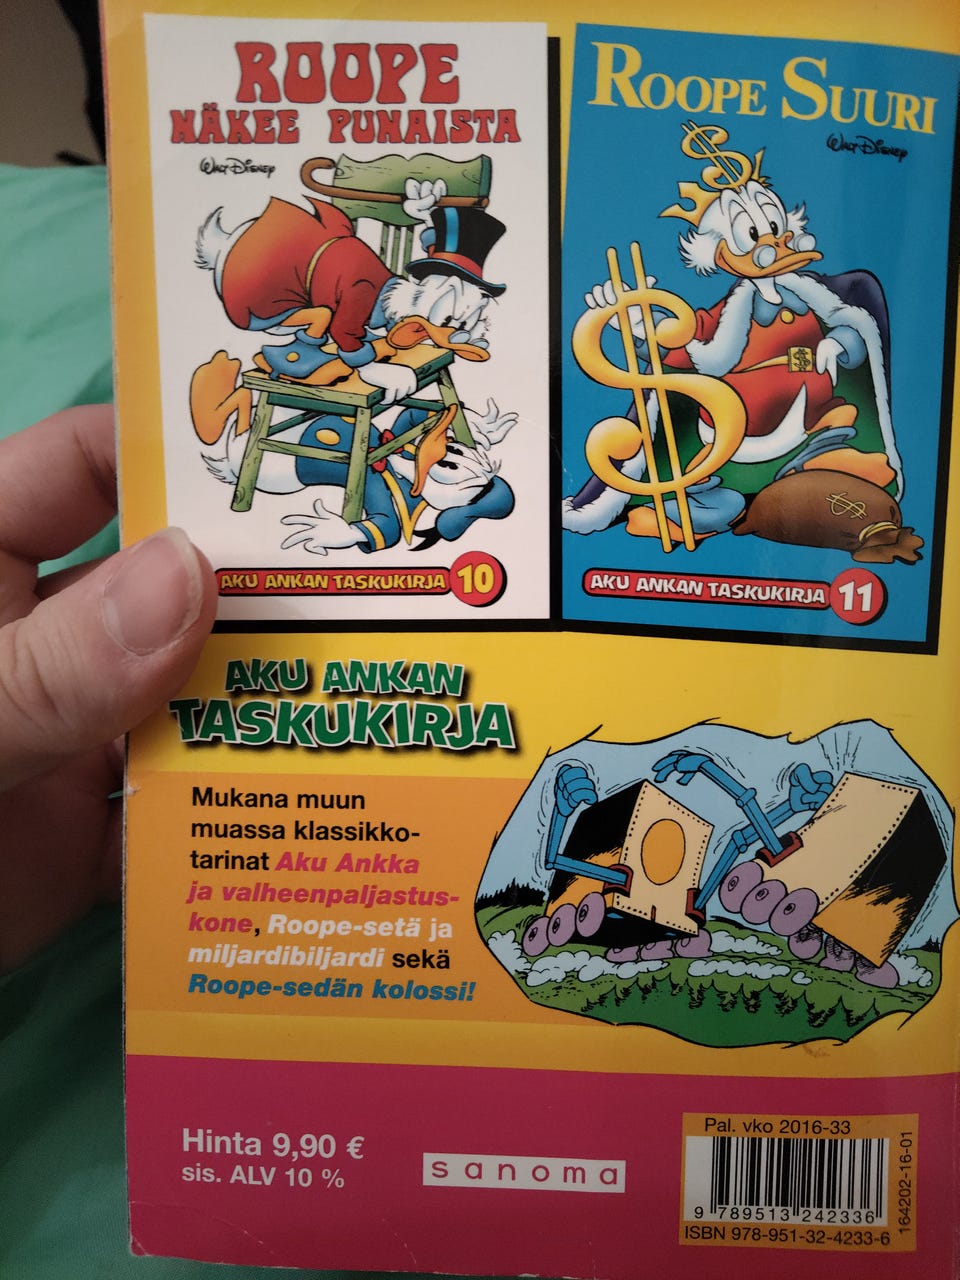 ROOPE
NÄKEE PUNAISTA
WALT DISNEY
AKU ANKAN TASKUKIRJA 10
ROOPE SUURI
WALT DISNEY
$
$
$
$
AKU ANKAN TASKUKIRJA 11
AKU ANKAN
TASKUKIRJA
Mukana muun
muassa klassikko-
tarinat Aku Ankka
ja valheenpaljastus-
kone, Roope-setä ja
miljardibiljardi sekä
Roope-sedän kolossi!
Hinta 9,90 €
sis. ALV 10 %
sanoma
Pal. vko 2016-33
9 789513 242336
ISBN 978-951-32-4233-6
164202-16-01